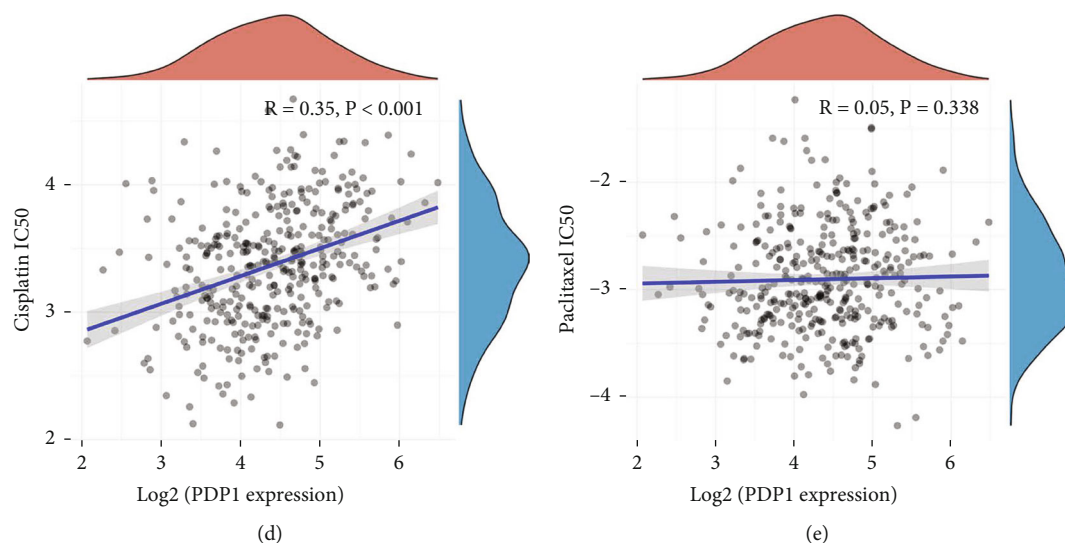 R = 0.35, P < 0.001
Cisplatin IC50
4
3
2
2 3 4 5 6
Log2 (PDP1 expression)
(d)
R = 0.05, P = 0.338
Paclitaxel IC50
−2
−3
−4
2 3 4 5 6
Log2 (PDP1 expression)
(e)